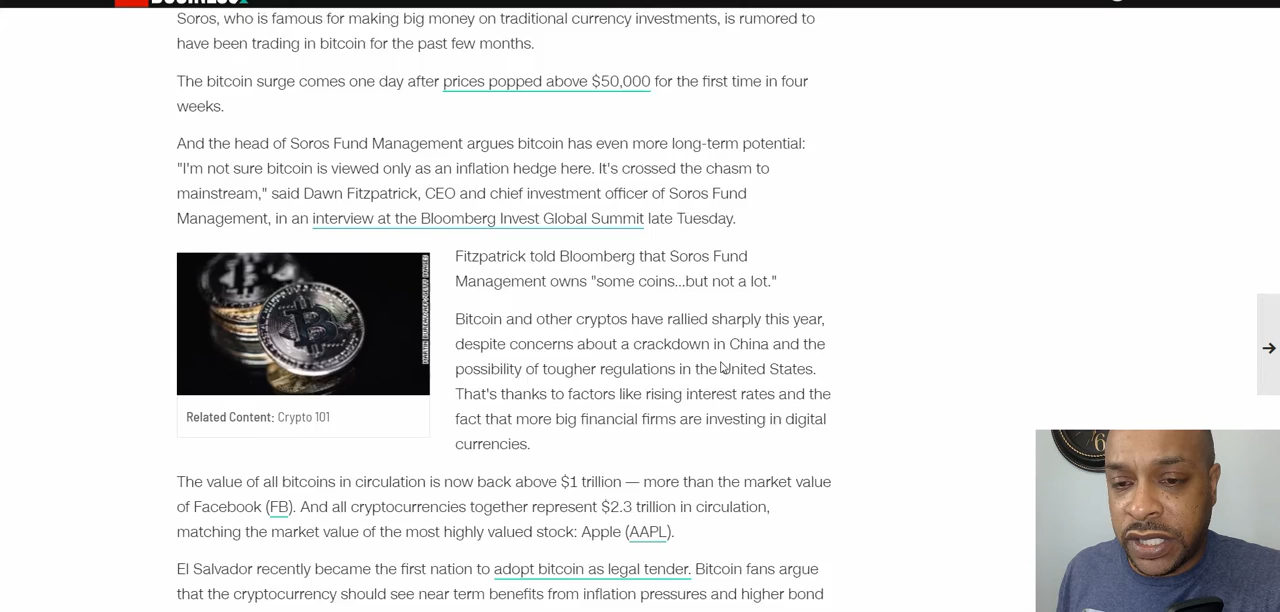 BUSINESS
Soros, who is famous for making big money on traditional currency investments, is rumored to
have been trading in bitcoin for the past few months.
The bitcoin surge comes one day after prices popped above $50,000 for the first time in four
weeks.
And the head of Soros Fund Management argues bitcoin has even more long-term potential:
"I'm not sure bitcoin is viewed only as an inflation hedge here. It's crossed the chasm to
mainstream," said Dawn Fitzpatrick, CEO and chief investment officer of Soros Fund
Management, in an interview at the Bloomberg Invest Global Summit late Tuesday.
Fitzpatrick told Bloomberg that Soros Fund
Management owns "some coins...but not a lot."
Bitcoin and other cryptos have rallied sharply this year,
despite concerns about a crackdown in China and the
possibility of tougher regulations in the United States.
That's thanks to factors like rising interest rates and the
fact that more big financial firms are investing in digital
currencies.
Related Content: Crypto 101
The value of all bitcoins in circulation is now back above $1 trillion — more than the market value
of Facebook (FB). And all cryptocurrencies together represent $2.3 trillion in circulation,
matching the market value of the most highly valued stock: Apple (AAPL).
El Salvador recently became the first nation to adopt bitcoin as legal tender. Bitcoin fans argue
that the cryptocurrency should see near term benefits from inflation pressures and higher bond